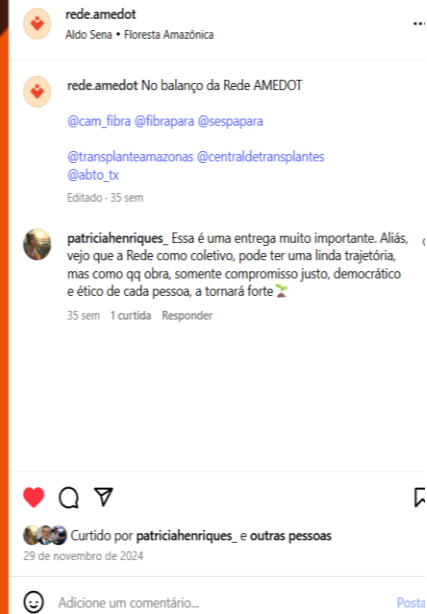 rede.amedot
Aldo Sena • Floresta Amazônica
rede.amedot No balanço da Rede AMEDOT
@cam_fibra @fibrapara @sespapara
@transplanteamazonas @centraldetransplantes
@abto_tx
Editado · 35 sem
patriciahenriques_ Essa é uma entrega muito importante. Aliás,
vejo que a Rede como coletivo, pode ter uma linda trajetória,
mas como qq obra, somente compromisso justo, democrático
e ético de cada pessoa, a tornará forte🌱
35 sem 1 curtida Responder
Curtido por patriciahenriques_ e outras pessoas
29 de novembro de 2024
Adicione um comentário...
Posta